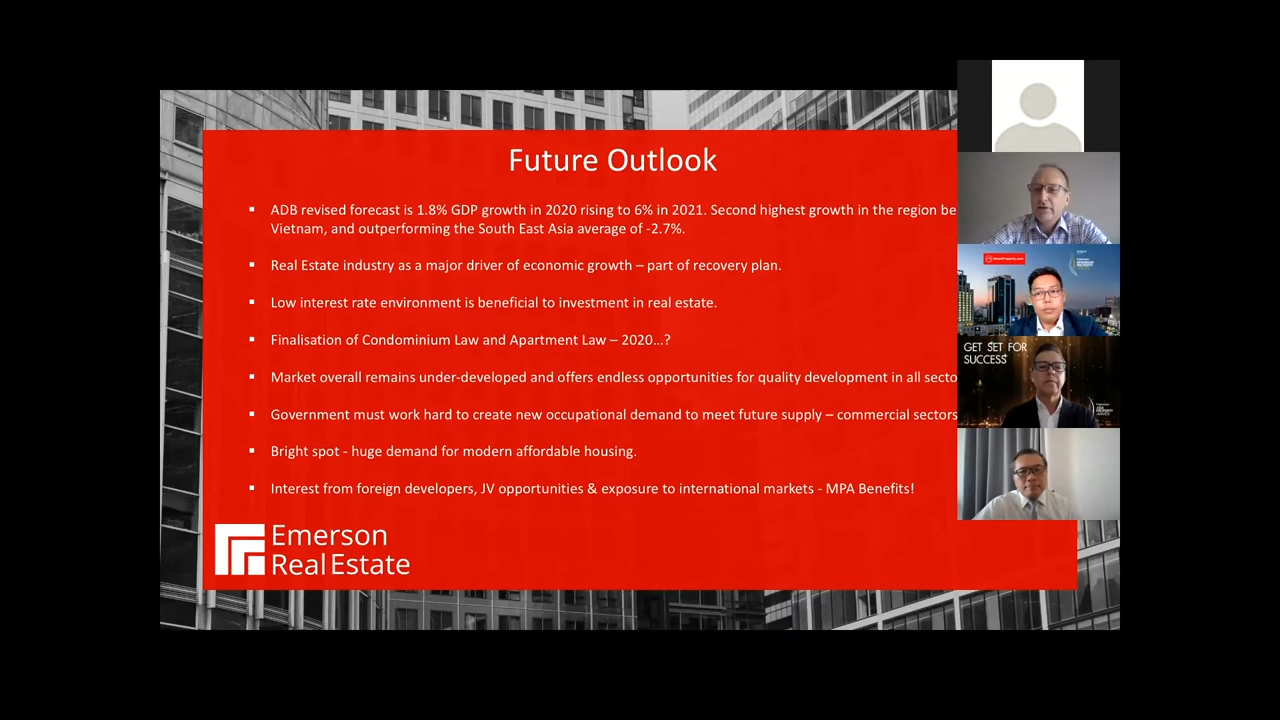 Future Outlook
▪ ADB revised forecast is 1.8% GDP growth in 2020 rising to 6% in 2021. Second highest growth in the region be
Vietnam, and outperforming the South East Asia average of -2.7%.
▪ Real Estate industry as a major driver of economic growth – part of recovery plan.
▪ Low interest rate environment is beneficial to investment in real estate.
▪ Finalisation of Condominium Law and Apartment Law – 2020...?
▪ Market overall remains under-developed and offers endless opportunities for quality development in all secto
▪ Government must work hard to create new occupational demand to meet future supply – commercial sectors
▪ Bright spot - huge demand for modern affordable housing.
▪ Interest from foreign developers, JV opportunities & exposure to international markets - MPA Benefits!
Emerson
Real Estate
GET SET FOR
SUCCESS